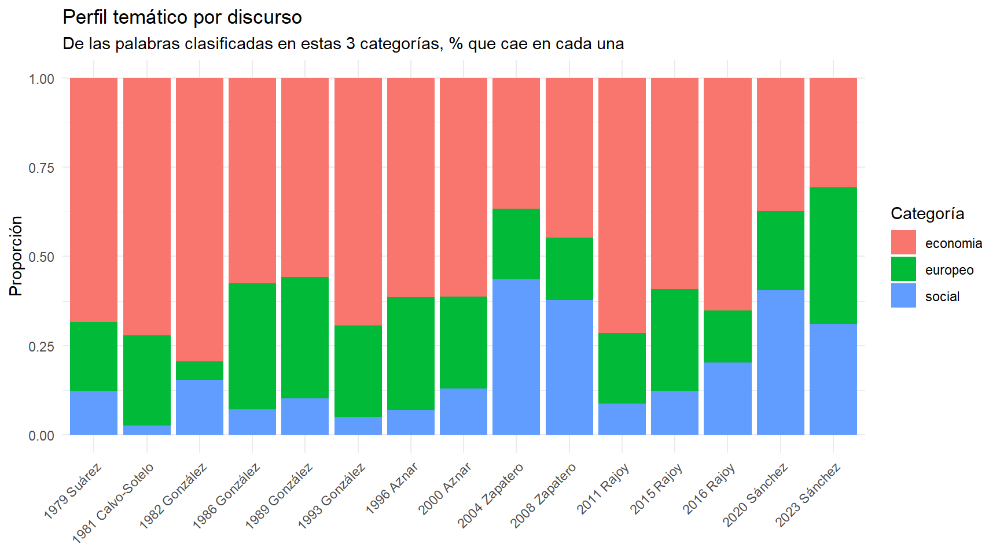 Perfil temático por discurso
De las palabras clasificadas en estas 3 categorías, % que cae en cada una
Proporción
1.00
0.75
0.50
0.25
0.00
1979 Suárez
1981 Calvo-Sotelo
1982 González
1986 González
1989 González
1993 González
1996 Aznar
2000 Aznar
2004 Zapatero
2008 Zapatero
2011 Rajoy
2015 Rajoy
2016 Rajoy
2020 Sánchez
2023 Sánchez
Categoría
economia
europeo
social